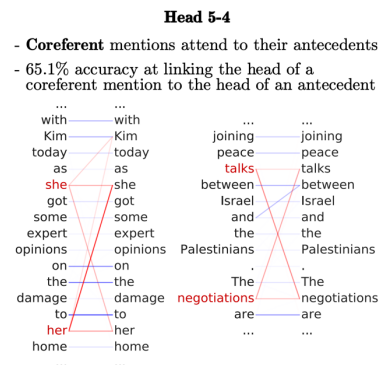 Head 5-4
- Coreferent mentions attend to their antecedents
- 65.1% accuracy at linking the head of a
coreferent mention to the head of an antecedent
... ...
with with
Kim Kim
today today
as as
she she
got got
some some
expert expert
opinions opinions
on on
the the
damage damage
to to
her her
home home
... ...
... ...
joining joining
peace peace
talks talks
between between
Israel Israel
and and
the the
Palestinians Palestinians
. .
The The
negotiations negotiations
are are
... ...